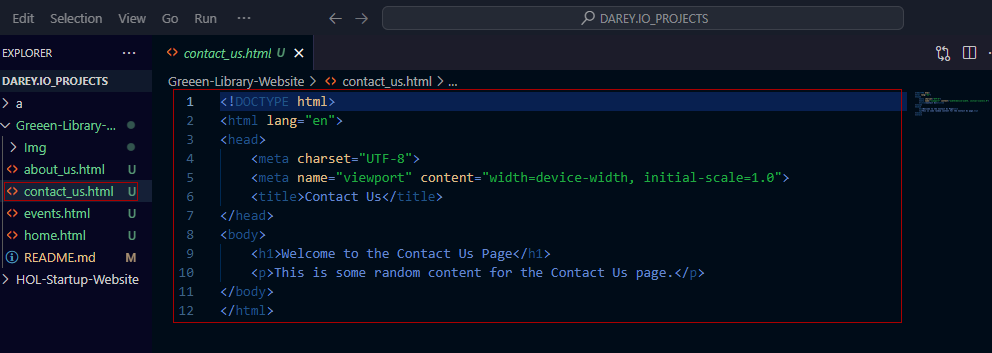 Edit Selection View Go Run ··· ← → DAREY.IO_PROJECTS
EXPLORER ···
DAREY.IO_PROJECTS
a
Greeen-Library-...
Img
about_us.html U
contact_us.html U
events.html U
home.html U
README.md M
HOL-Startup-Website
contact_us.html U ×
Greeen-Library-Website > contact_us.html > ...
1 <!DOCTYPE html>
2 <html lang="en">
3 <head>
4 <meta charset="UTF-8">
5 <meta name="viewport" content="width=device-width, initial-scale=1.0">
6 <title>Contact Us</title>
7 </head>
8 <body>
9 <h1>Welcome to the Contact Us Page</h1>
10 <p>This is some random content for the Contact Us page.</p>
11 </body>
12 </html>